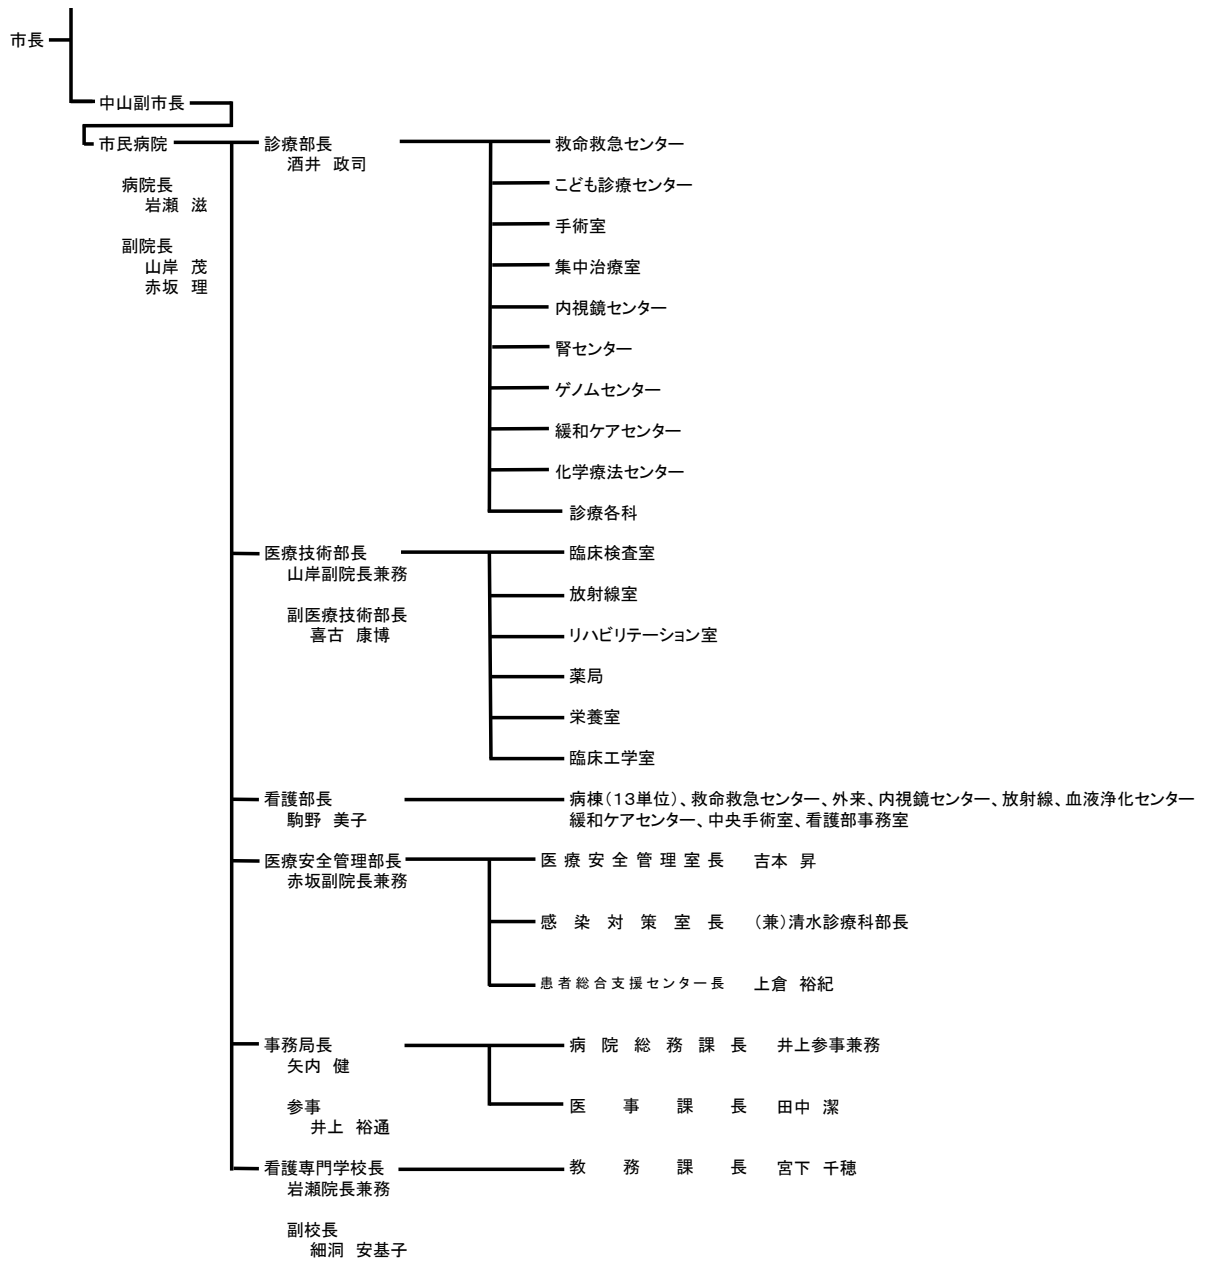 市長
中山副市長
市民病院
病院長
岩瀬 滋
副院長
山岸 茂
赤坂 理
診療部長
酒井 政司
救命救急センター
こども診療センター
手術室
集中治療室
内視鏡センター
腎センター
ゲノムセンター
緩和ケアセンター
化学療法センター
診療各科
医療技術部長
山岸副院長兼務
副医療技術部長
喜古 康博
臨床検査室
放射線室
リハビリテーション室
薬局
栄養室
臨床工学室
看護部長
駒野 美子
病棟(13単位)、救命救急センター、外来、内視鏡センター、放射線、血液浄化センター
緩和ケアセンター、中央手術室、看護部事務室
医療安全管理部長
赤坂副院長兼務
医療安全管理室長 吉本 昇
感染対策室長 (兼)清水診療科部長
患者総合支援センター長 上倉 裕紀
事務局長
矢内 健
参事
井上 裕通
病院総務課長 井上参事兼務
医事課長 田中 潔
看護専門学校長
岩瀬院長兼務
副校長
細洞 安基子
教務課長 宮下 千穂